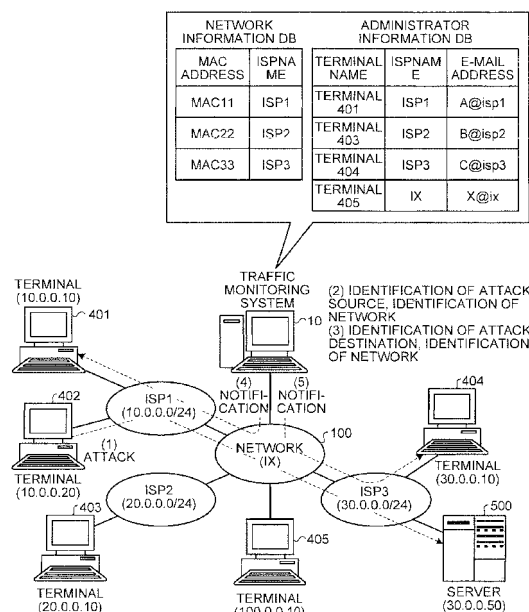 NETWORK
INFORMATION DB
MAC
ADDRESS
ISPNA
ME
MAC11
ISP1
MAC22
ISP2
MAC33
ISP3
ADMINISTRATOR
INFORMATION DB
TERMINAL
NAME
ISPNAM
E
E-MAIL
ADDRESS
TERMINAL
401
ISP1
A@isp1
TERMINAL
403
ISP2
B@isp2
TERMINAL
404
ISP3
C@isp3
TERMINAL
405
IX
X@ix
TERMINAL
(10.0.0.10)
401
TRAFFIC
MONITORING
SYSTEM
10
(2) IDENTIFICATION OF ATTACK
SOURCE, IDENTIFICATION OF
NETWORK
(3) IDENTIFICATION OF ATTACK
DESTINATION, IDENTIFICATION
OF NETWORK
402
ISP1
(10.0.0.0/24)
(4)
NOTIFI-
CATION
(5)
NOTIFI-
CATION
404
(1)
ATTACK
100
NETWORK
(IX)
TERMINAL
(10.0.0.20)
TERMINAL
(30.0.0.10)
403
ISP2
(20.0.0.0/24)
ISP3
(30.0.0.0/24)
500
405
TERMINAL
(20.0.0.10)
TERMINAL
(100.0.0.10)
SERVER
(30.0.0.50)